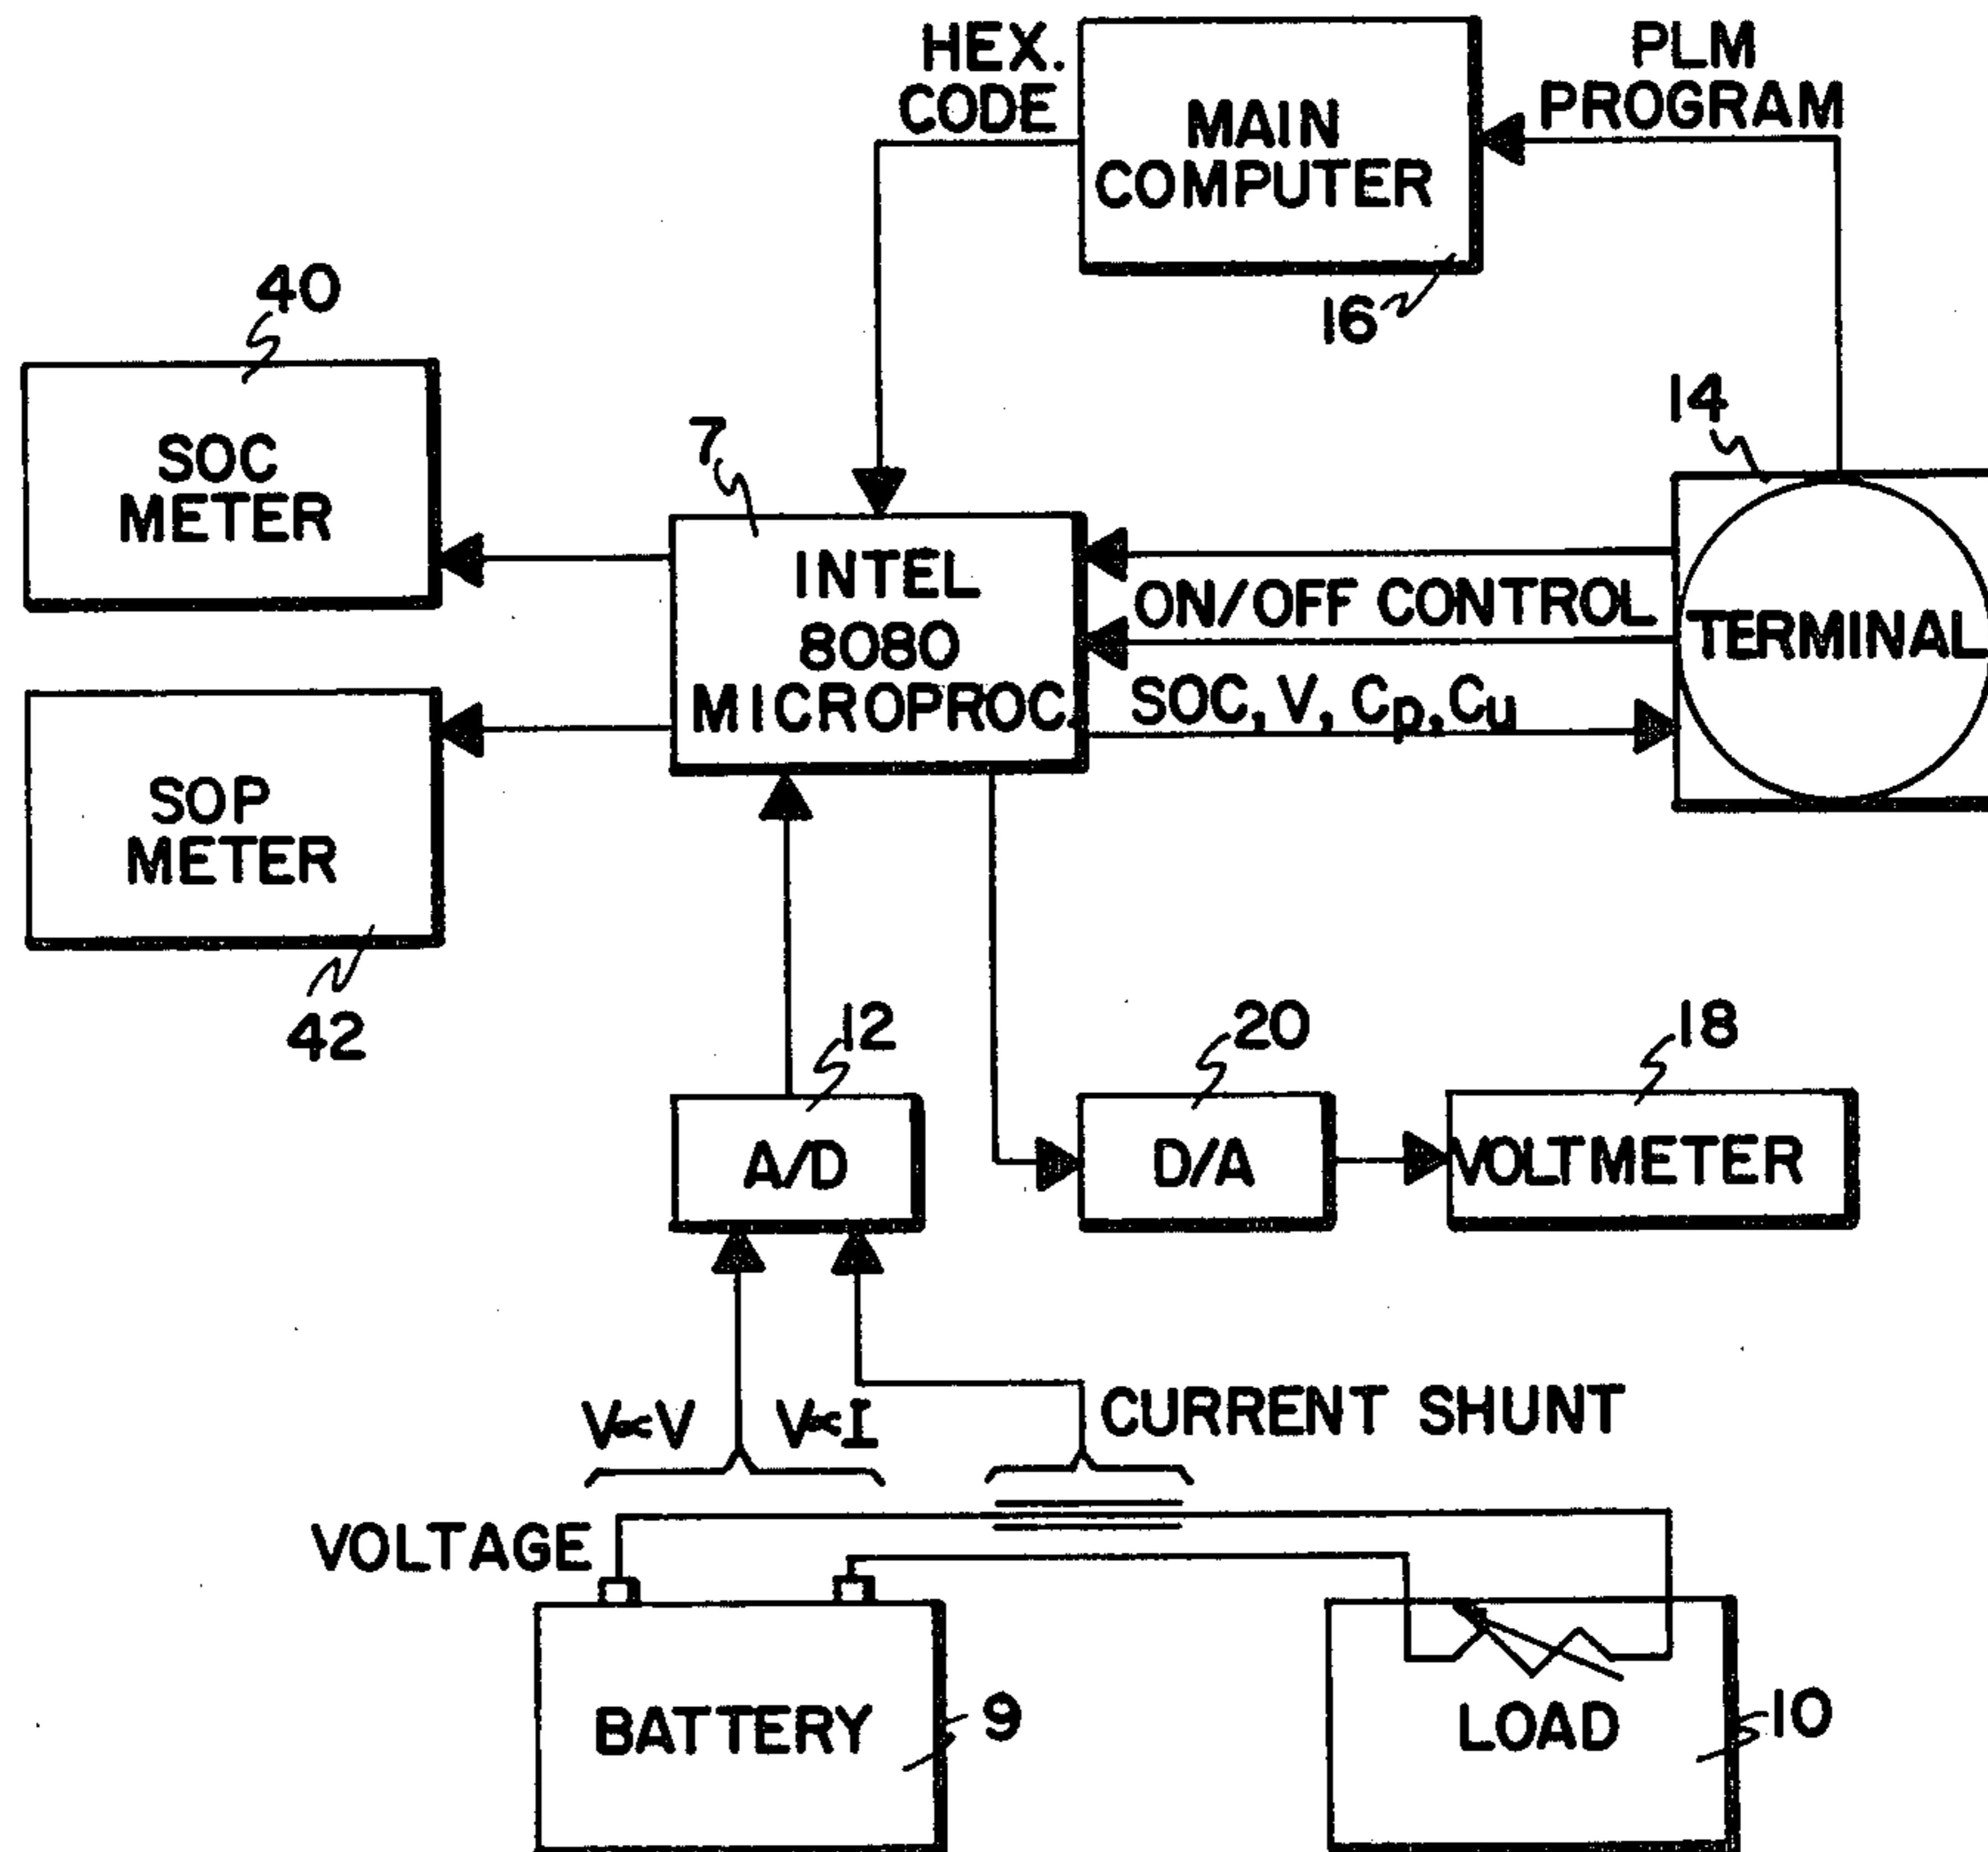 HEX.
CODE
MAIN
COMPUTER
16
PLM
PROGRAM
40
SOC
METER
7
INTEL
8080
MICROPROC.
14
ON/OFF CONTROL
SOC, V, Cp, Cu
TERMINAL
SOP
METER
42
12
A/D
20
D/A
18
VOLTMETER
V∝V
V∝I
CURRENT SHUNT
VOLTAGE
BATTERY
9
LOAD
10